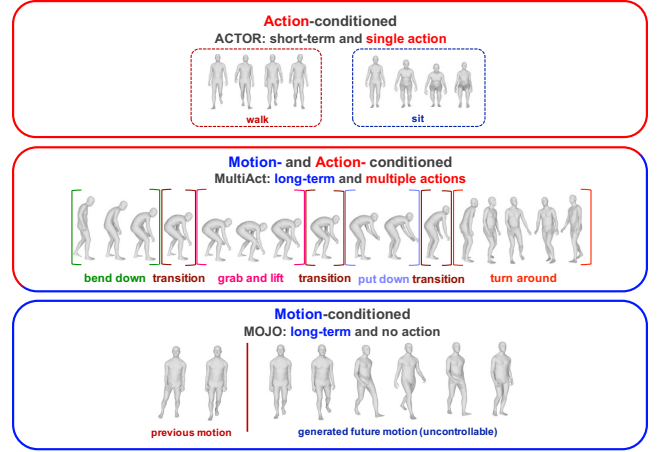 Action-conditioned
ACTOR: short-term and single action
walk
sit
Motion- and Action- conditioned
MultiAct: long-term and multiple actions
bend down transition grab and lift transition put down transition turn around
Motion-conditioned
MOJO: long-term and no action
previous motion
generated future motion (uncontrollable)